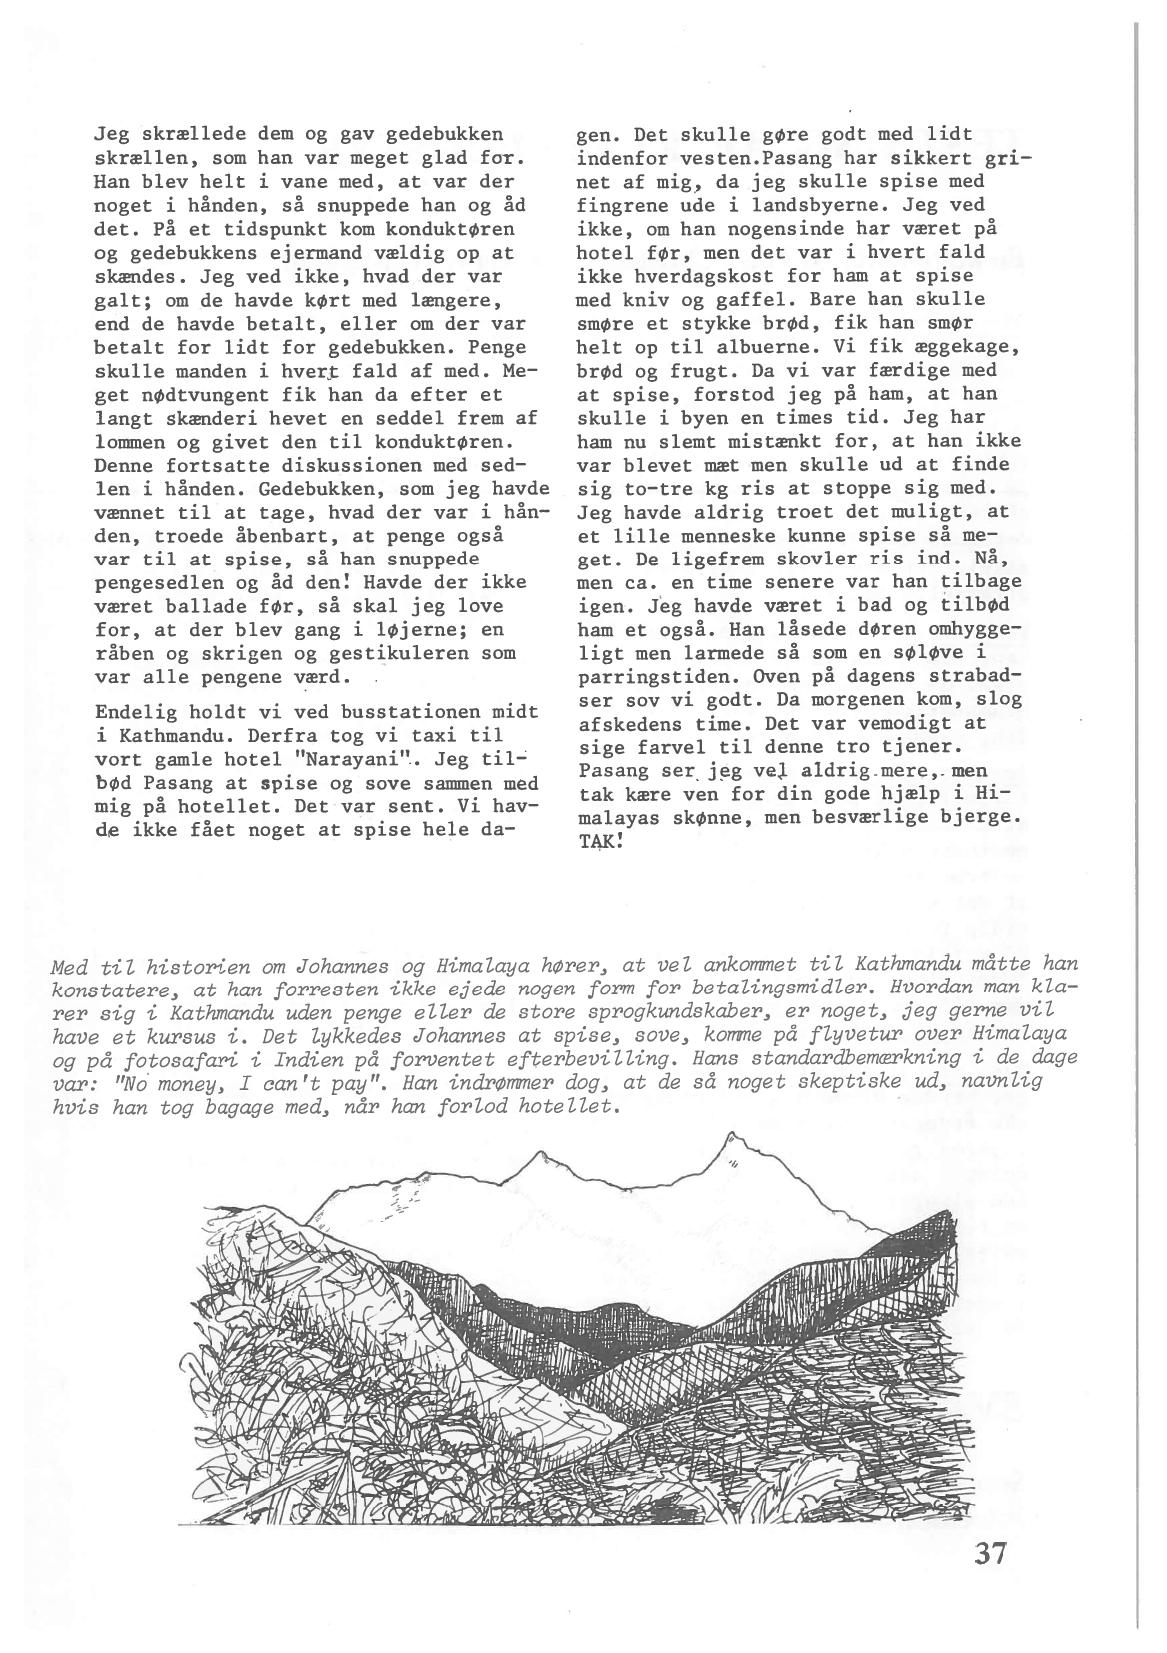 Jeg skrællede dem og gav gedebukken
skrællen, som han var meget glad for.
Han blev helt i vane med, at var der
noget i hånden, så snuppede han og åd
det. På et tidspunkt kom konduktøren
og gedebukkens ejermand vældig op at
skændes. Jeg ved ikke, hvad der var
galt; om de havde kørt med længere,
end de havde betalt, eller om der var
betalt for lidt for gedebukken. Penge
skulle manden i hvert fald af med. Me-
get nødtvungent fik han da efter et
langt skænderi hevet en seddel frem af
lommen og givet den til konduktøren.
Denne fortsatte diskussionen med sed-
len i hånden. Gedebukken, som jeg havde
vænnet til at tage, hvad der var i hån-
den, troede åbenbart, at penge også
var til at spise, så han snuppede
pengesedlen og åd den! Havde der ikke
været ballade før, så skal jeg love
for, at der blev gang i løjerne; en
råben og skrigen og gestikuleren som
var alle pengene værd.
Endelig holdt vi ved busstationen midt
i Kathmandu. Derfra tog vi taxi til
vort gamle hotel "Narayani". Jeg til-
bød Pasang at spise og sove sammen med
mig på hotellet. Det var sent. Vi hav-
de ikke fået noget at spise hele da-
gen. Det skulle gøre godt med lidt
indenfor vesten.Pasang har sikkert gri-
net af mig, da jeg skulle spise med
fingrene ude i landsbyerne. Jeg ved
ikke, om han nogensinde har været på
hotel før, men det var i hvert fald
ikke hverdagskost for ham at spise
med kniv og gaffel. Bare han skulle
smøre et stykke brød, fik han smør
helt op til albuerne. Vi fik æggekage,
brød og frugt. Da vi var færdige med
at spise, forstod jeg på ham, at han
skulle i byen en times tid. Jeg har
ham nu slemt mistænkt for, at han ikke
var blevet mæt men skulle ud at finde
sig to-tre kg ris at stoppe sig med.
Jeg havde aldrig troet det muligt, at
et lille menneske kunne spise så me-
get. De ligefrem skovler ris ind. Nå,
men ca. en time senere var han tilbage
igen. Jeg havde været i bad og tilbød
ham et også. Han låsede døren omhygge-
ligt men larmede så som en søløve i
parringstiden. Oven på dagens strabad-
ser sov vi godt. Da morgenen kom, slog
afskedens time. Det var vemodigt at
sige farvel til denne tro tjener.
Pasang ser jeg vel aldrig mere, men
tak kære ven for din gode hjælp i Hi-
malayas skønne, men besværlige bjerge.
TAK!
Med til historien om Johannes og Himalaya hører, at vel ankommet til Kathmandu måtte han
konstatere, at han forresten ikke ejede nogen form for betalingsmidler. Hvordan man kla-
rer sig i Kathmandu uden penge eller de store sprogkundskaber, er noget, jeg gerne vil
have et kursus i. Det lykkedes Johannes at spise, sove, komme på flyvetur over Himalaya
og på fotosafari i Indien på forventet efterbevilling. Hans standardbemærkning i de dage
var: "No money, I can't pay". Han indrømmer dog, at de så noget skeptiske ud, navnlig
hvis han tog bagage med, når han forlod hotellet.
37